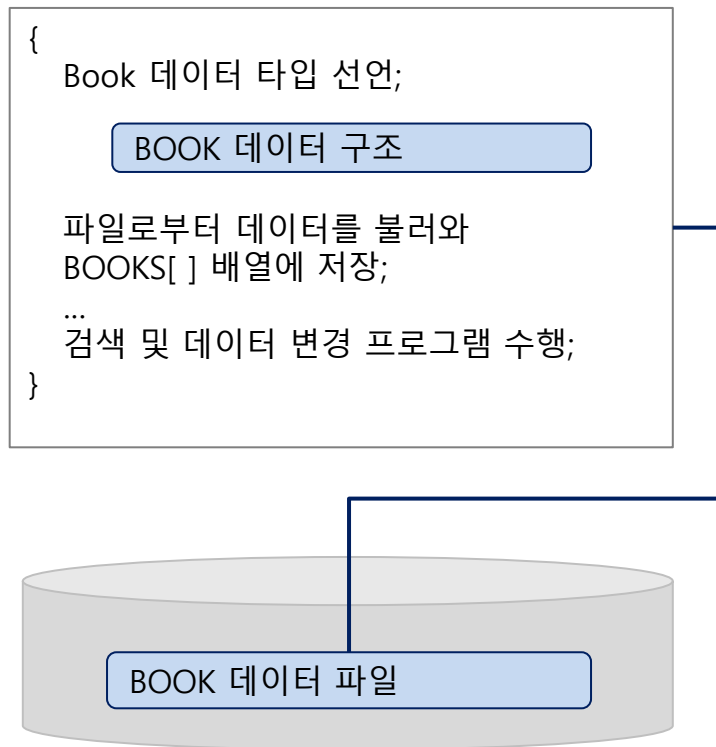 {
Book 데이터 타입 선언;
BOOK 데이터 구조
파일로부터 데이터를 불러와
BOOKS[ ] 배열에 저장;
...
검색 및 데이터 변경 프로그램 수행;
}
BOOK 데이터 파일